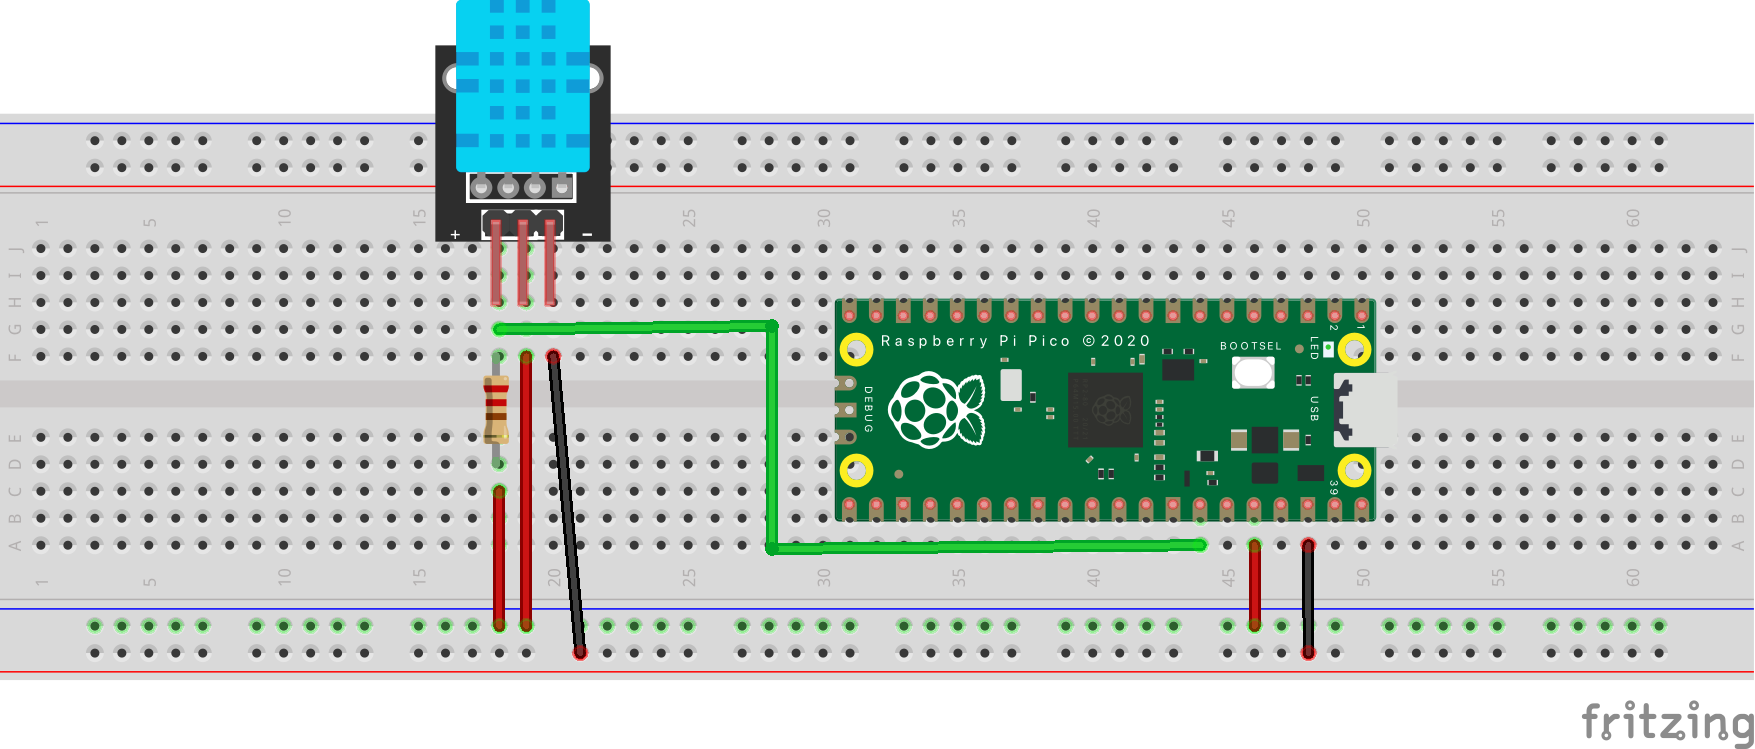 + −
1 5 10 15 25 30 35 40 45 50 55 60
J J
I I
H H
G G
F F
Raspberry Pi Pico ©2020
BOOTSEL
LED
2
1
DEBUG
USB
39
E E
D D
C C
B B
A A
1 5 10 15 20 25 30 35 40 45 50 55 60
fritzing